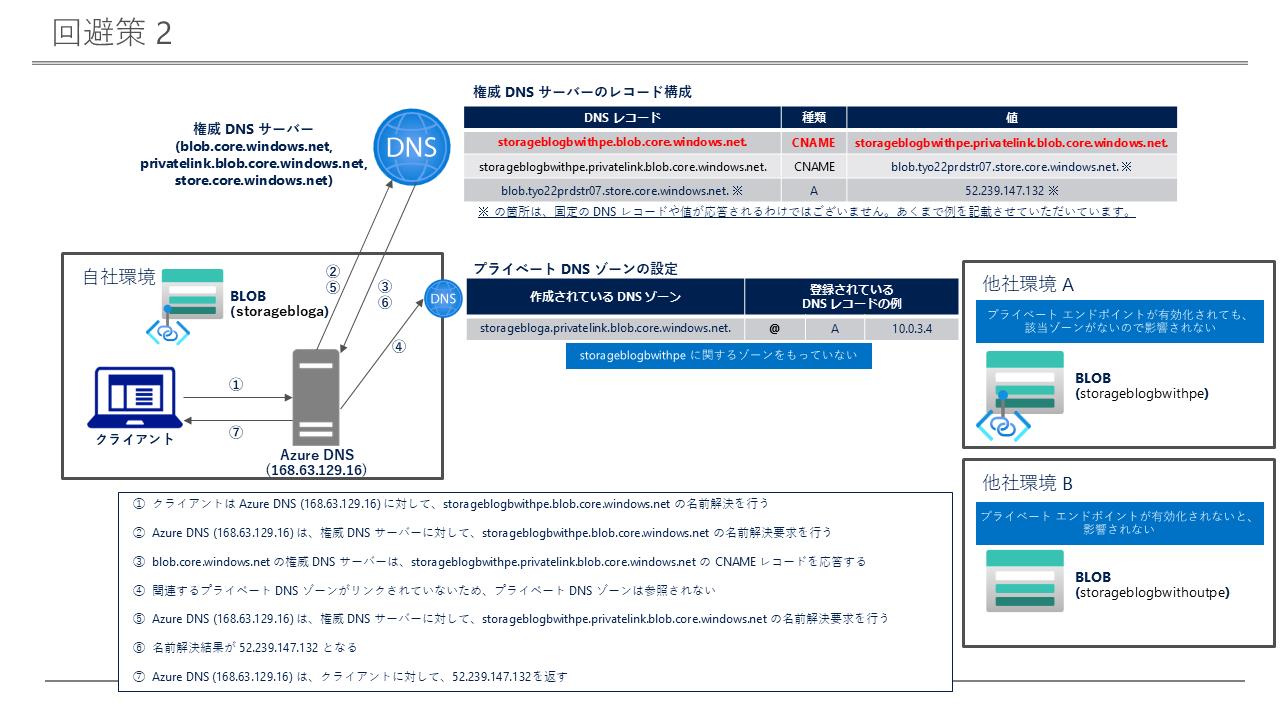 回避策 2
権威 DNS サーバーのレコード構成
権威 DNS サーバー
(blob.core.windows.net,
privatelink.blob.core.windows.net,
store.core.windows.net)
DNS
DNS レコード 種類 値
storageblogbwithpe.blob.core.windows.net. CNAME storageblogbwithpe.privatelink.blob.core.windows.net.
storageblogbwithpe.privatelink.blob.core.windows.net. CNAME blob.tyo22prdstr07.store.core.windows.net. ※
blob.tyo22prdstr07.store.core.windows.net. ※ A 52.239.147.132 ※
※ の箇所は、固定の DNS レコードや値が応答されるわけではございません。あくまで例を記載させていただいています。
自社環境
BLOB
(storagebloga)
②
⑤
③
⑥
④
①
⑦
クライアント
Azure DNS
(168.63.129.16)
DNS
プライベート DNS ゾーンの設定
作成されている DNS ゾーン
登録されている
DNS レコードの例
storagebloga.privatelink.blob.core.windows.net. @ A 10.0.3.4
storageblogbwithpe に関するゾーンをもっていない
他社環境 A
プライベート エンドポイントが有効化されても、
該当ゾーンがないので影響されない
BLOB
(storageblogbwithpe)
他社環境 B
プライベート エンドポイントが有効化されないと、
影響されない
BLOB
(storageblogbwithoutpe)
① クライアントは Azure DNS (168.63.129.16) に対して、storageblogbwithpe.blob.core.windows.net の名前解決を行う
② Azure DNS (168.63.129.16) は、権威 DNS サーバーに対して、storageblogbwithpe.blob.core.windows.net の名前解決要求を行う
③ blob.core.windows.net の権威 DNS サーバーは、storageblogbwithpe.privatelink.blob.core.windows.net の CNAME レコードを応答する
④ 関連するプライベート DNS ゾーンがリンクされていないため、プライベート DNS ゾーンは参照されない
⑤ Azure DNS (168.63.129.16) は、権威 DNS サーバーに対して、storageblogbwithpe.privatelink.blob.core.windows.net の名前解決要求を行う
⑥ 名前解決結果が 52.239.147.132 となる
⑦ Azure DNS (168.63.129.16) は、クライアントに対して、52.239.147.132を返す